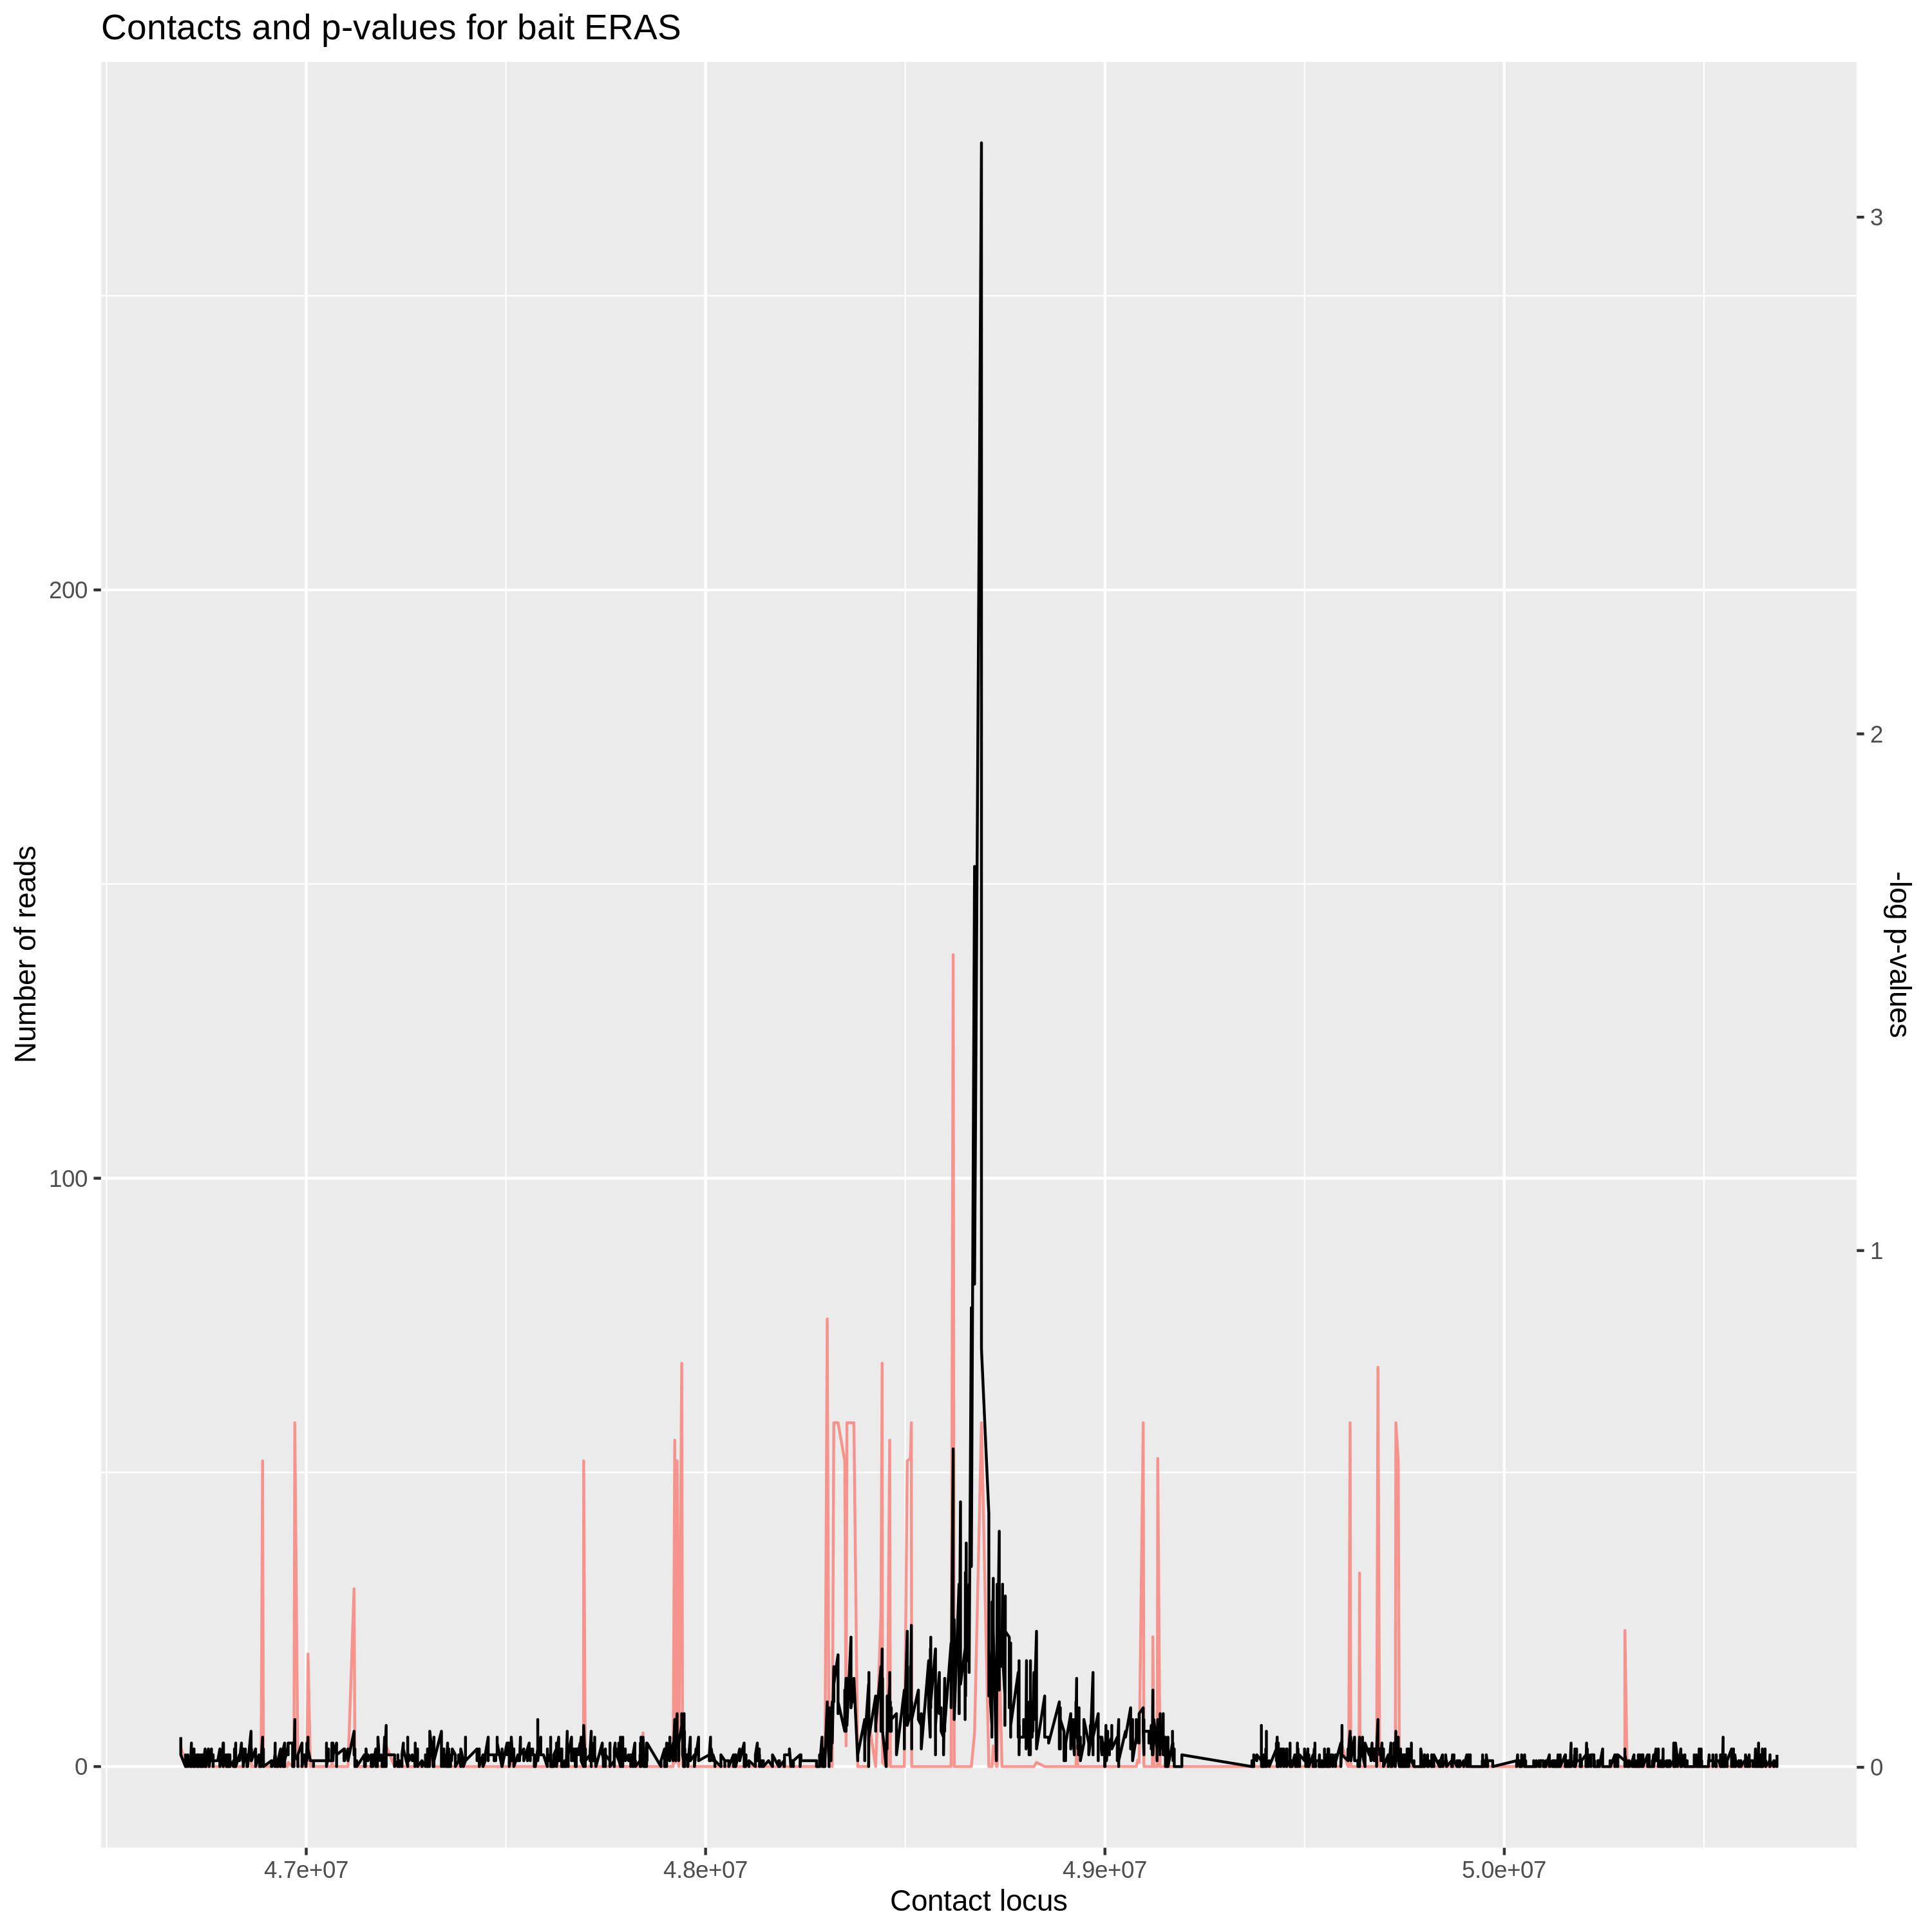 Contacts and p-values for bait ERAS
Number of reads
200
100
0
3
2
1
0
-log p-values
4.7e+07
4.8e+07
4.9e+07
5.0e+07
Contact locus